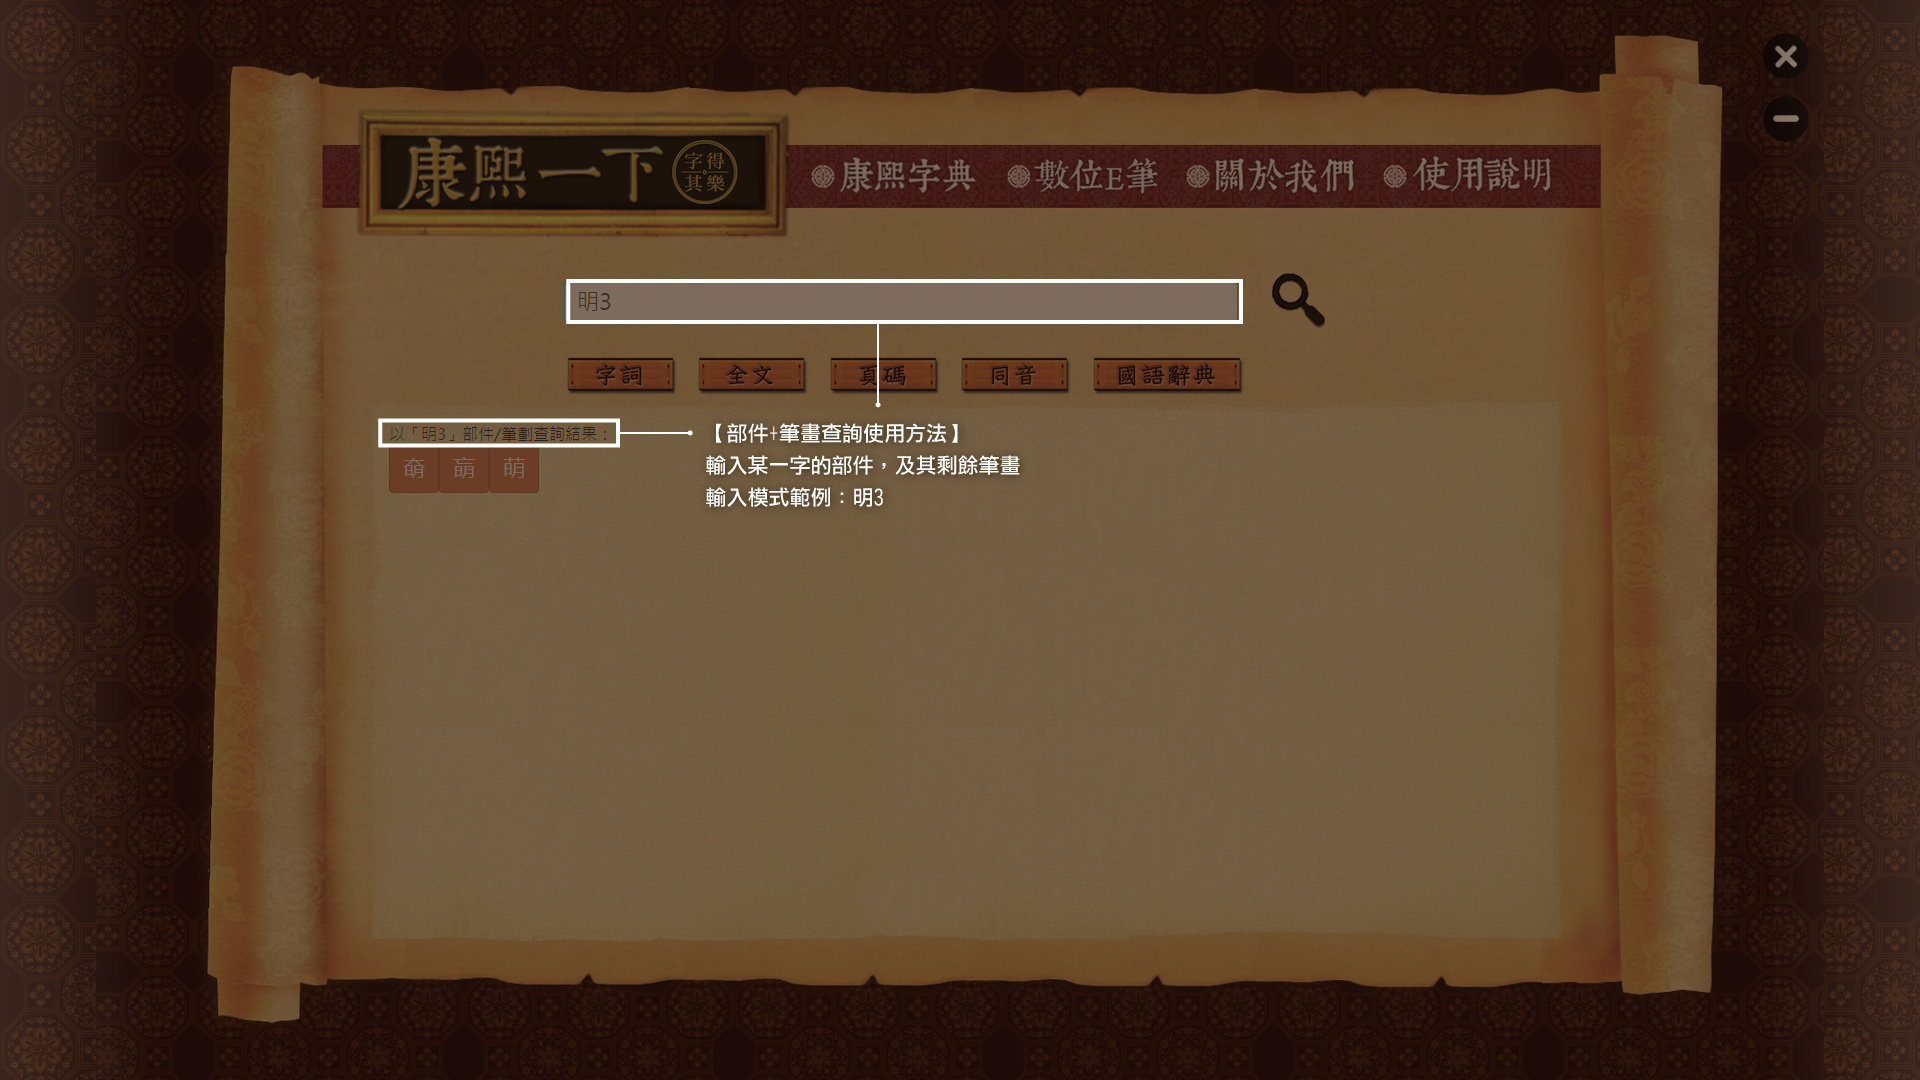 康熙一下
字得
其樂
康熙字典
數位E筆
關於我們
使用說明
明3
字詞
全文
頁碼
同音
國語辭典
以「明3」部件/筆劃查詢結果：
【部件+筆畫查詢使用方法】
輸入某一字的部件，及其剩餘筆畫
輸入模式範例：明3
萌